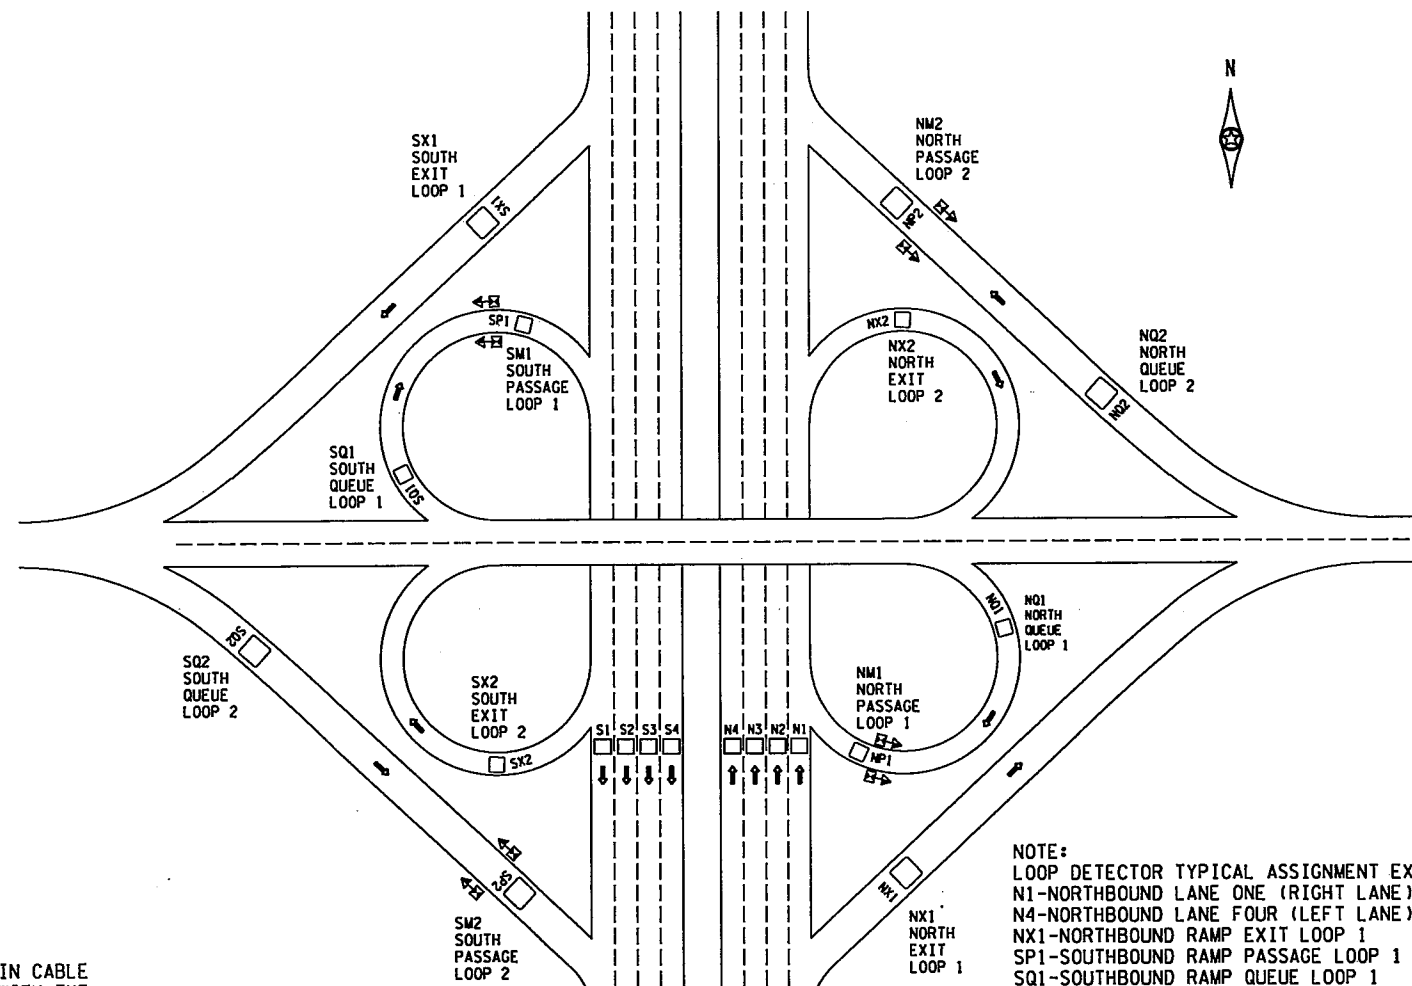 N
SX1
SOUTH
EXIT
LOOP 1
SX1
NM2
NORTH
PASSAGE
LOOP 2
NP2
SP1
SM1
SOUTH
PASSAGE
LOOP 1
NX2
NX2
NORTH
EXIT
LOOP 2
NQ2
NORTH
QUEUE
LOOP 2
NQ2
SQ1
SOUTH
QUEUE
LOOP 1
SQ1
NQ1
NQ1
NORTH
QUEUE
LOOP 1
SQ2
SQ2
SOUTH
QUEUE
LOOP 2
SX2
SOUTH
EXIT
LOOP 2
SX2
NM1
NORTH
PASSAGE
LOOP 1
NP1
S1 S2 S3 S4 N4 N3 N2 N1
SP2
SM2
SOUTH
PASSAGE
LOOP 2
NX1
NX1
NORTH
EXIT
LOOP 1
NOTE:
LOOP DETECTOR TYPICAL ASSIGNMENT EX
N1-NORTHBOUND LANE ONE (RIGHT LANE)
N4-NORTHBOUND LANE FOUR (LEFT LANE)
NX1-NORTHBOUND RAMP EXIT LOOP 1
SP1-SOUTHBOUND RAMP PASSAGE LOOP 1
SQ1-SOUTHBOUND RAMP QUEUE LOOP 1
IN CABLE